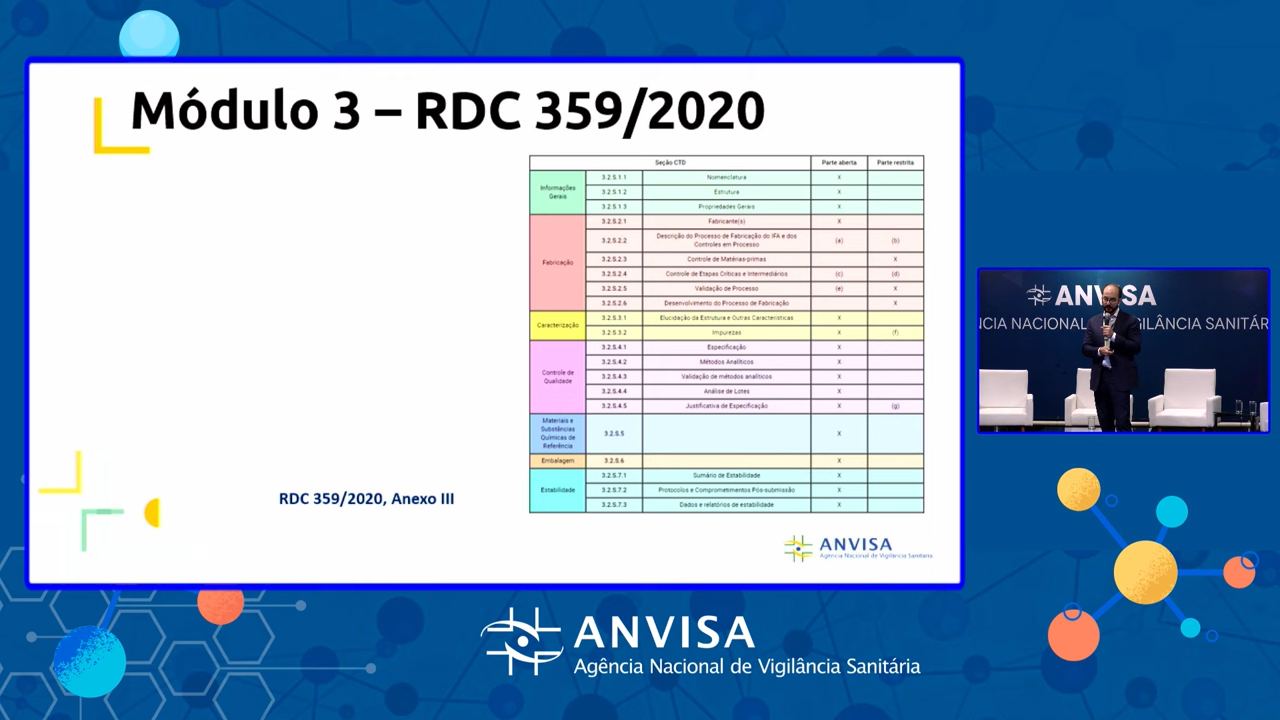 Módulo 3 – RDC 359/2020
Seção CTD Parte aberta Parte restrita
Informações Gerais
3.2.S.1.1 Nomenclatura X
3.2.S.1.2 Estrutura X
3.2.S.1.3 Propriedades Gerais X
Fabricação
3.2.S.2.1 Fabricante(s) X
3.2.S.2.2 Descrição do Processo de Fabricação do IFA e dos Controles em Processo (a) (b)
3.2.S.2.3 Controle de Matérias-primas X
3.2.S.2.4 Controle de Etapas Críticas e Intermediários (c) (d)
3.2.S.2.5 Validação de Processo (e) X
3.2.S.2.6 Desenvolvimento do Processo de Fabricação X
Caracterização
3.2.S.3.1 Elucidação da Estrutura e Outras Características X
3.2.S.3.2 Impurezas X (f)
Controle de Qualidade
3.2.S.4.1 Especificação X
3.2.S.4.2 Métodos Analíticos X
3.2.S.4.3 Validação de métodos analíticos X
3.2.S.4.4 Análise de Lotes X
3.2.S.4.5 Justificativa de Especificação X (g)
Materiais e Substâncias Químicas de Referência
3.2.S.5 X
Embalagem 3.2.S.6 X
Estabilidade
3.2.S.7.1 Sumário de Estabilidade X
3.2.S.7.2 Protocolos e Comprometimentos Pós-submissão X
3.2.S.7.3 Dados e relatórios de estabilidade X
RDC 359/2020, Anexo III
ANVISA
Agência Nacional de Vigilância Sanitária
ANVISA
NCIA NACIONAL VIGILÂNCIA SANITÁR
ANVISA
Agência Nacional de Vigilância Sanitária